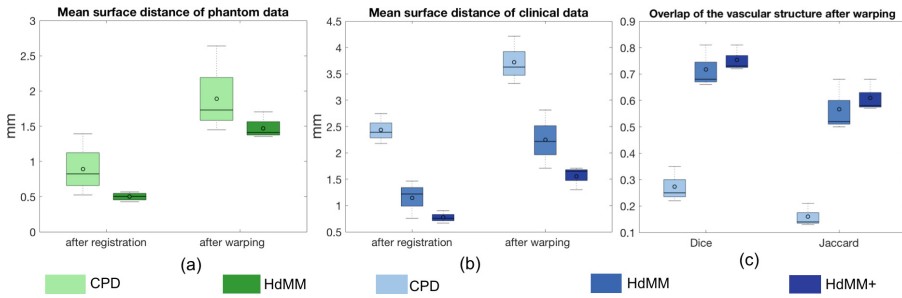 Mean surface distance of phantom data
mm
3
2.5
2
1.5
1
0.5
0
after registration
after warping
(a)
Mean surface distance of clinical data
mm
4.5
4
3.5
3
2.5
2
1.5
1
0.5
after registration
after warping
(b)
Overlap of the vascular structure after warping
0.9
0.8
0.7
0.6
0.5
0.4
0.3
0.2
0.1
Dice
Jaccard
(c)
CPD
HdMM
CPD
HdMM
HdMM+